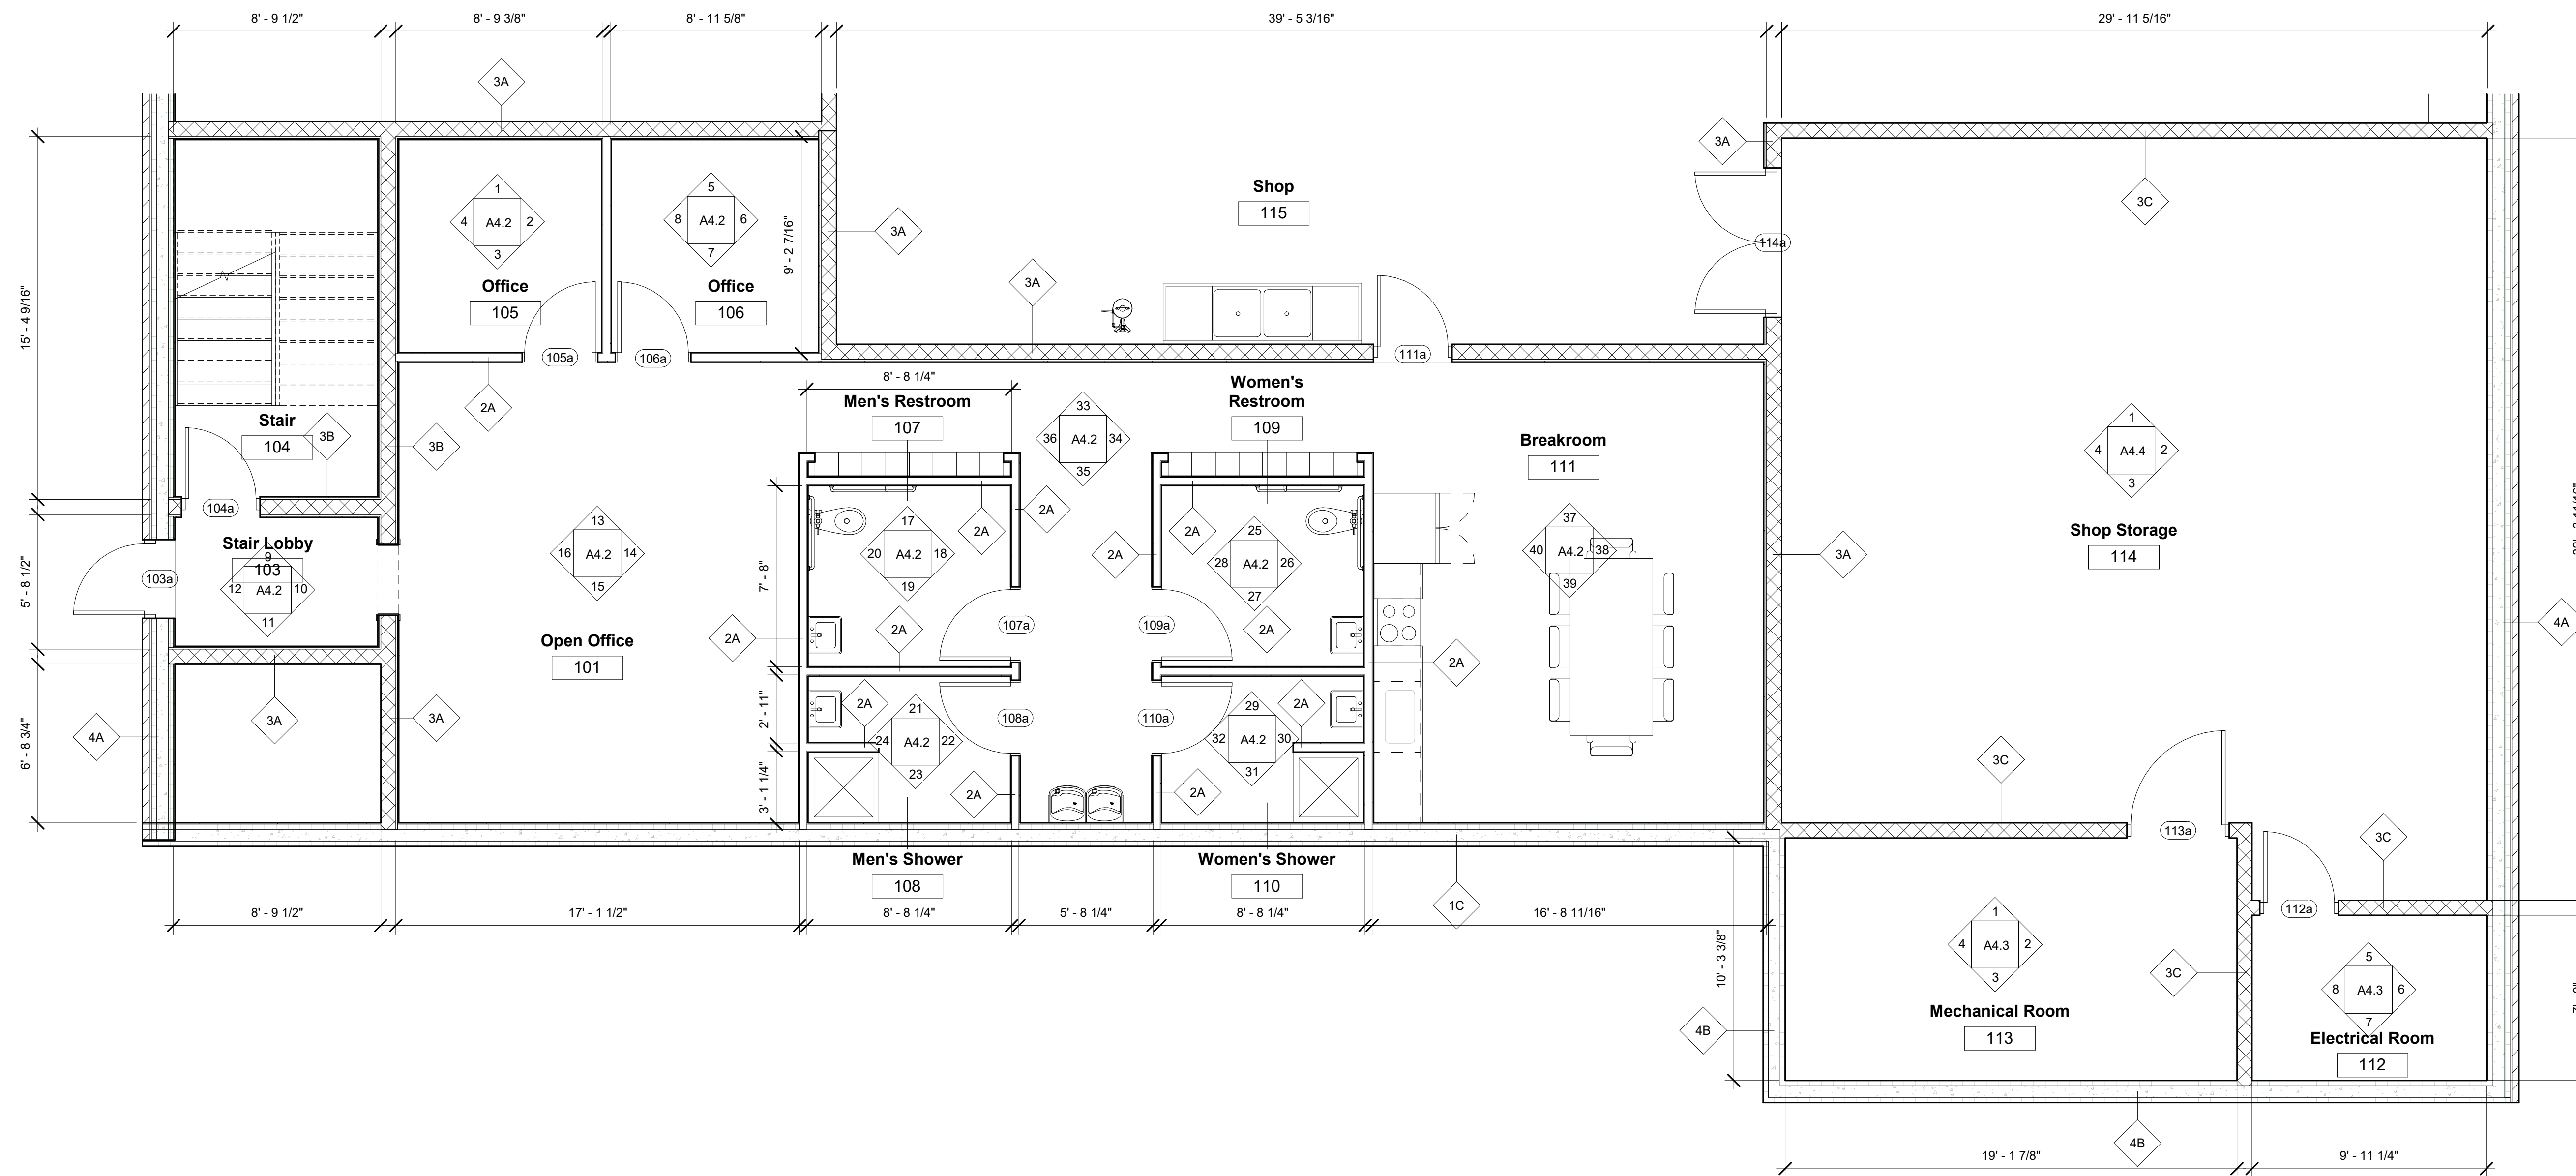 8' - 9 1/2"
8' - 9 3/8"
8' - 11 5/8"
39' - 5 3/16"
29' - 11 5/16"
3A
3A
3C
3A
3A
Shop
115
1
4 A4.2 2
3
5
8 A4.2 6
7
114a
9' - 2 7/16"
Office
105
Office
106
15' - 4 9/16"
105a
106a
111a
8' - 8 1/4"
2A
Men's Restroom
107
Women's
Restroom
109
Stair
104
3B
3B
33
36 A4.2 34
35
Breakroom
111
1
4 A4.4 2
3
104a
2A
2A
2A
2A
Shop Storage
114
Stair Lobby
103
9
12 A4.2 10
11
103a
13
16 A4.2 14
15
17
20 A4.2 18
19
25
28 A4.2 26
27
37
40 A4.2 38
39
3A
5' - 8 1/2"
7' - 8"
Open Office
101
2A
2A
107a
109a
2A
2A
4A
3A
3A
4A
6' - 8 3/4"
2' - 11"
2A
21
24 A4.2 22
23
108a
110a
29
32 A4.2 30
31
2A
3' - 1 1/4"
2A
2A
3C
113a
3C
Men's Shower
108
Women's Shower
110
1C
112a
8' - 9 1/2"
17' - 1 1/2"
8' - 8 1/4"
5' - 8 1/4"
8' - 8 1/4"
16' - 8 11/16"
10' - 3 3/8"
1
4 A4.3 2
3
3C
5
8 A4.3 6
7
Mechanical Room
113
Electrical Room
112
4B
4B
19' - 1 7/8"
9' - 11 1/4"